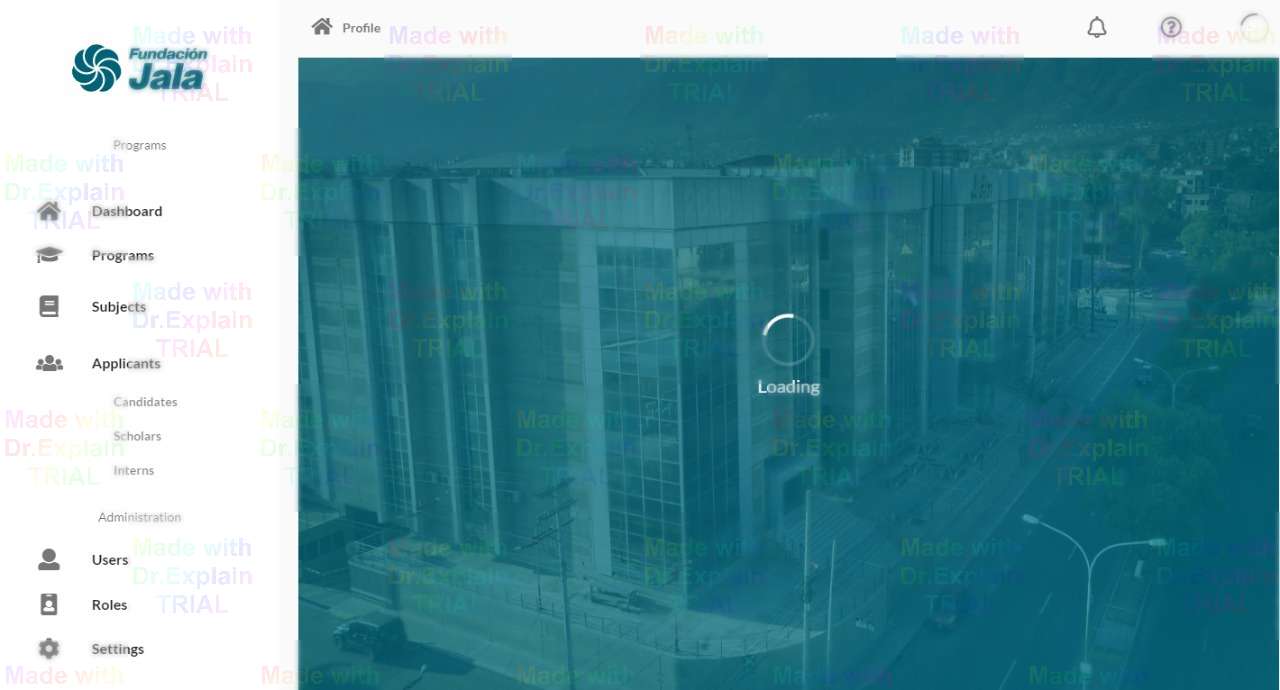 Fundación
Jala
Profile
Programs
Dashboard
Programs
Subjects
Applicants
Candidates
Scholars
Interns
Administration
Users
Roles
Settings
Loading
Made with
Dr.Explain
TRIAL